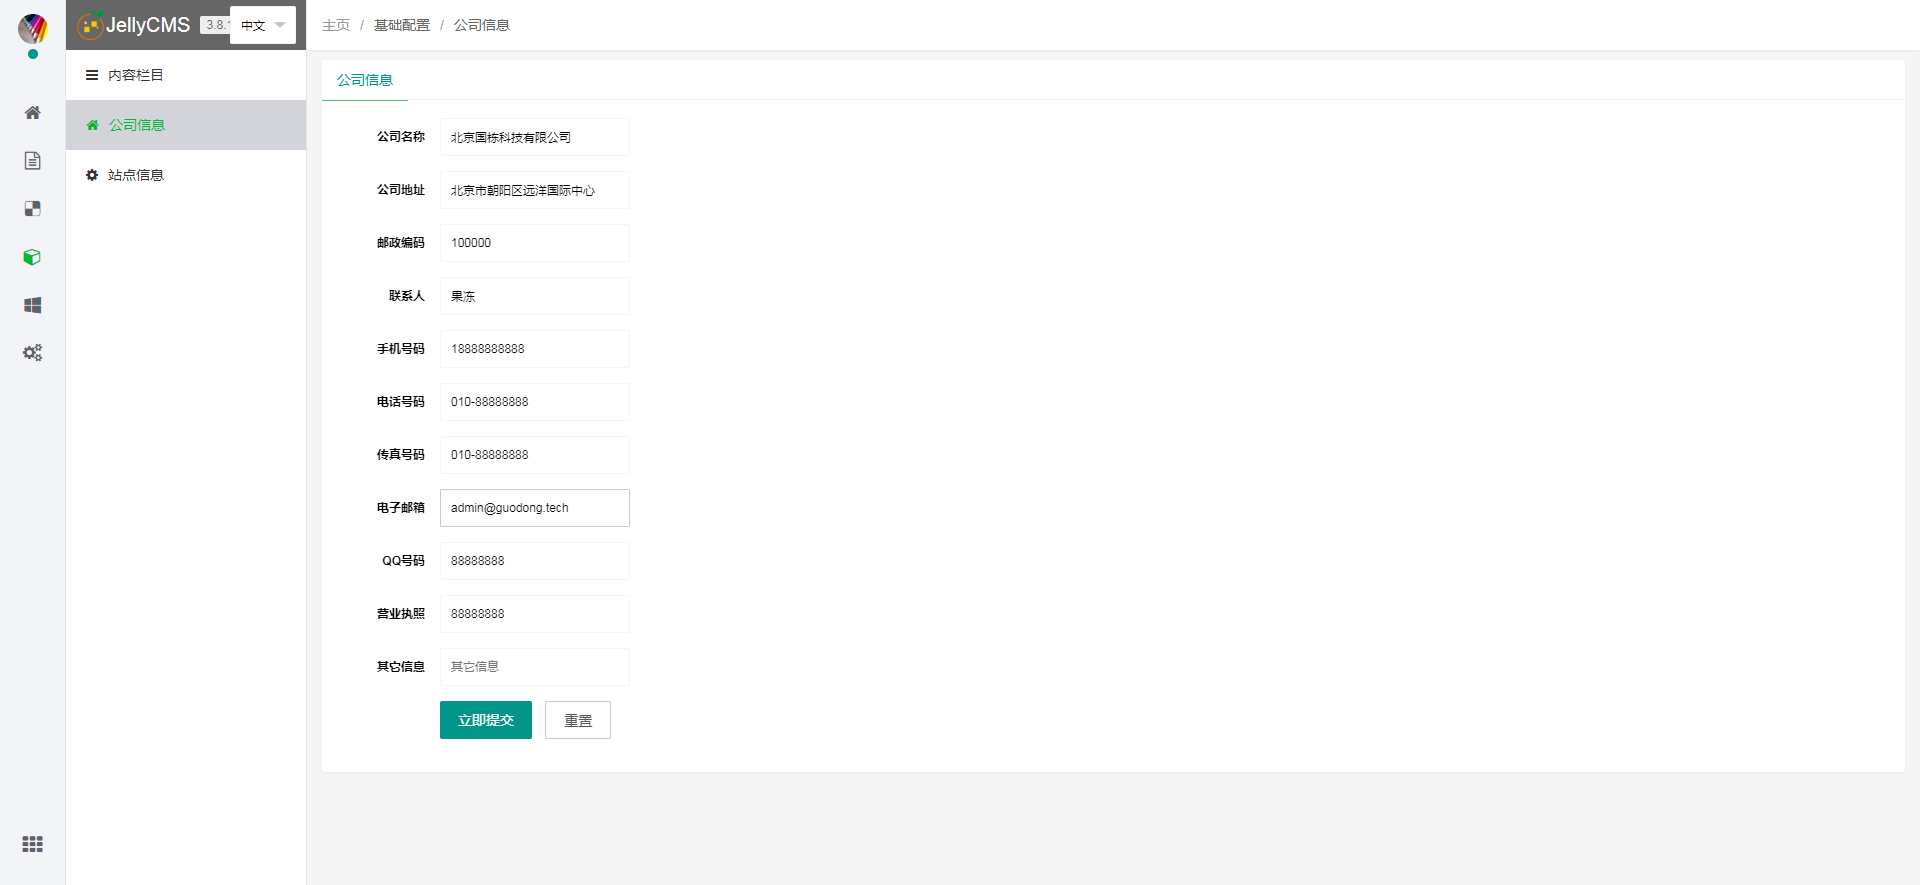 JellyCMS 3.8. 中文
主页 / 基础配置 / 公司信息
内容栏目
公司信息
站点信息
公司信息
公司名称 北京国栋科技有限公司
公司地址 北京市朝阳区远洋国际中心
邮政编码 100000
联系人 果冻
手机号码 18888888888
电话号码 010-88888888
传真号码 010-88888888
电子邮箱 admin@guodong.tech
QQ号码 88888888
营业执照 88888888
其它信息 其它信息
立即提交 重置